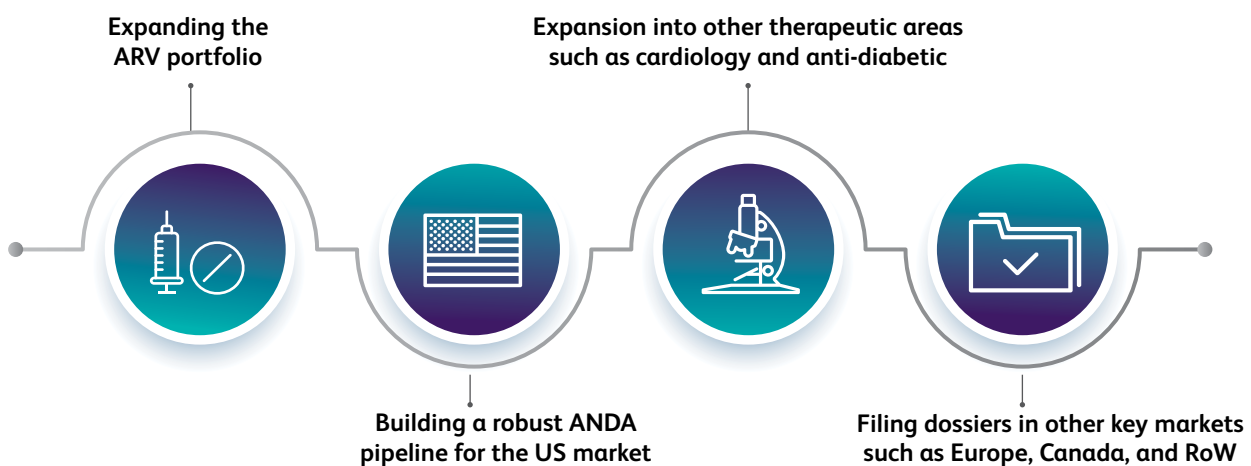 Expanding the
ARV portfolio
Building a robust ANDA
pipeline for the US market
Expansion into other therapeutic areas
such as cardiology and anti-diabetic
Filing dossiers in other key markets
such as Europe, Canada, and RoW